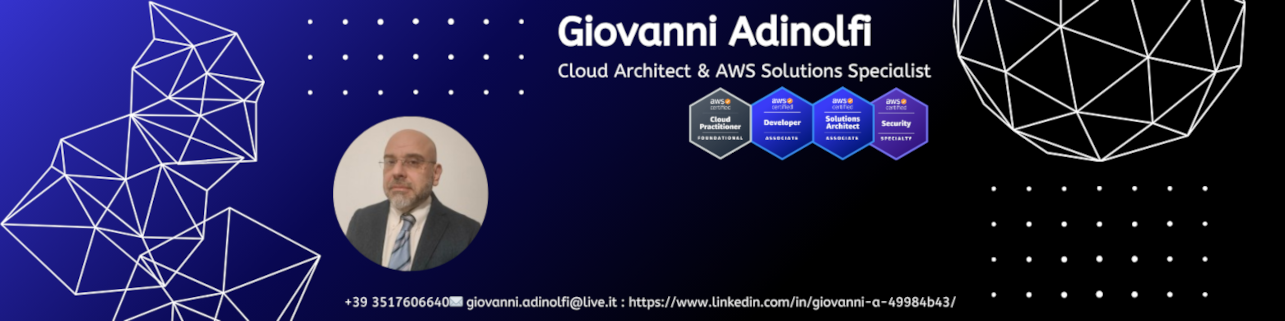 Giovanni Adinolfi
Cloud Architect & AWS Solutions Specialist
aws certified Cloud Practitioner FOUNDATIONAL
aws certified Developer ASSOCIATE
aws certified Solutions Architect ASSOCIATE
aws certified Security SPECIALTY
+39 3517606640✉ giovanni.adinolfi@live.it : https://www.linkedin.com/in/giovanni-a-49984b43/